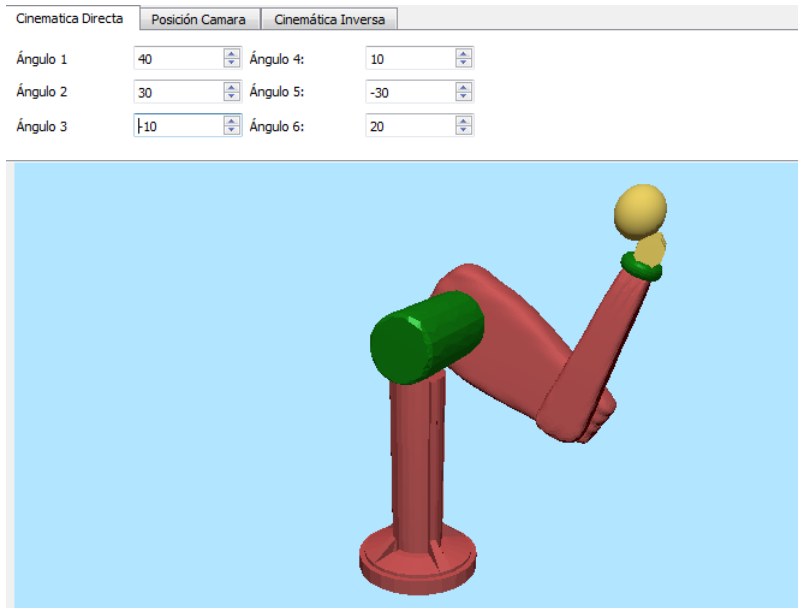 Cinematica Directa Posición Camara Cinemática Inversa
Ángulo 1 40 Ángulo 4: 10
Ángulo 2 30 Ángulo 5: -30
Ángulo 3 -10 Ángulo 6: 20